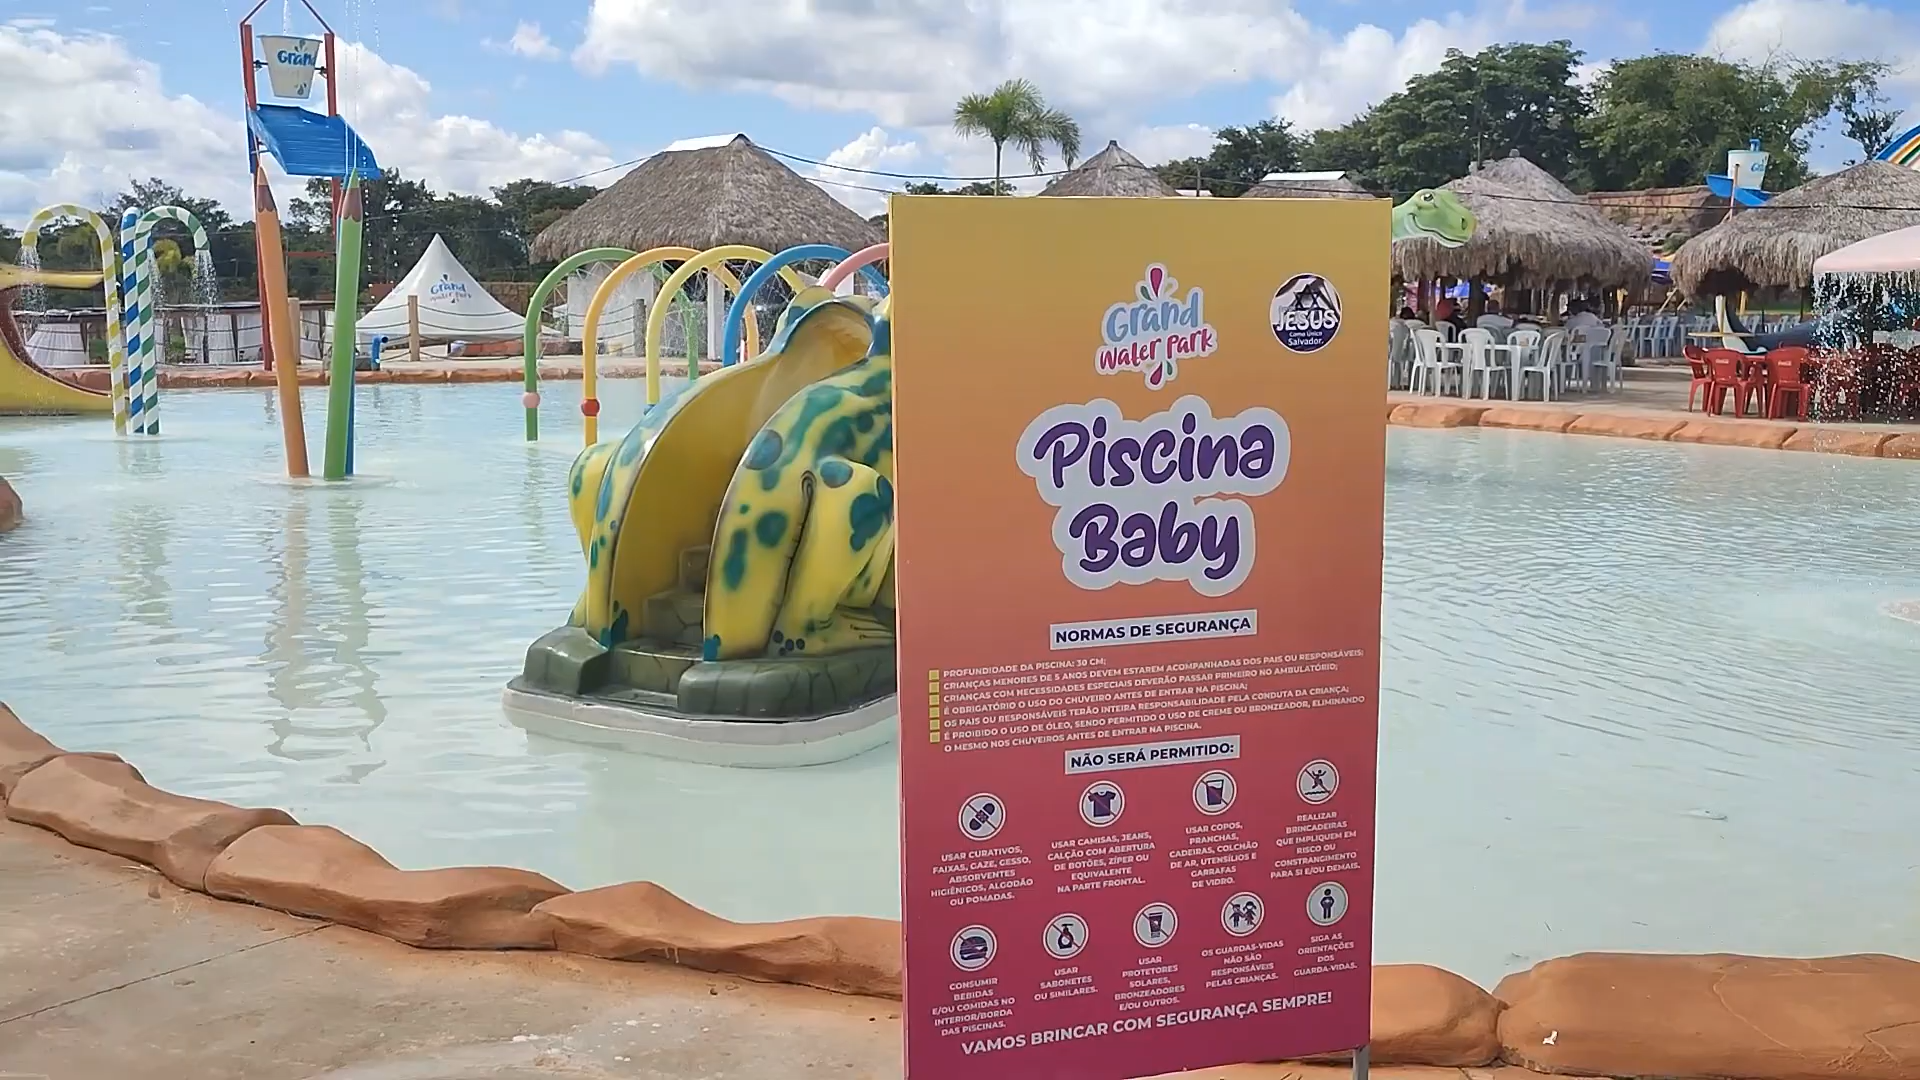 Grand
Grand
Water Park
Grand
Water Park
JESUS
Como Único
Salvador.
Piscina
Baby
NORMAS DE SEGURANÇA
PROFUNDIDADE DA PISCINA: 30 CM;
CRIANÇAS MENORES DE 5 ANOS DEVEM ESTAREM ACOMPANHADAS DOS PAIS OU RESPONSÁVEIS;
CRIANÇAS COM NECESSIDADES ESPECIAIS DEVERÃO PASSAR PRIMEIRO NO AMBULATÓRIO;
É OBRIGATÓRIO O USO DO CHUVEIRO ANTES DE ENTRAR NA PISCINA;
OS PAIS OU RESPONSÁVEIS TERÃO INTEIRA RESPONSABILIDADE PELA CONDUTA DA CRIANÇA;
É PROIBIDO O USO DE ÓLEO, SENDO PERMITIDO O USO DE CREME OU BRONZEADOR, ELIMINANDO
O MESMO NOS CHUVEIROS ANTES DE ENTRAR NA PISCINA.
NÃO SERÁ PERMITIDO:
USAR CURATIVOS,
FAIXAS, GAZE, GESSO,
ABSORVENTES
HIGIÊNICOS, ALGODÃO
OU POMADAS.
USAR CAMISAS, JEANS,
CALÇÃO COM ABERTURA
DE BOTÕES, ZÍPER OU
EQUIVALENTE
NA PARTE FRONTAL.
USAR COPOS,
PRANCHAS,
CADEIRAS, COLCHÃO
DE AR, UTENSÍLIOS E
GARRAFAS
DE VIDRO.
REALIZAR
BRINCADEIRAS
QUE IMPLIQUEM EM
RISCO OU
CONSTRANGIMENTO
PARA SI E/OU DEMAIS.
CONSUMIR
BEBIDAS
E/OU COMIDAS NO
INTERIOR/BORDA
DAS PISCINAS.
USAR
SABONETES
OU SIMILARES.
USAR
PROTETORES
SOLARES,
BRONZEADORES
E/OU OUTROS.
OS GUARDAS-VIDAS
NÃO SÃO
RESPONSÁVEIS
PELAS CRIANÇAS.
SIGA AS
ORIENTAÇÕES
DOS
GUARDA-VIDAS.
VAMOS BRINCAR COM SEGURANÇA SEMPRE!